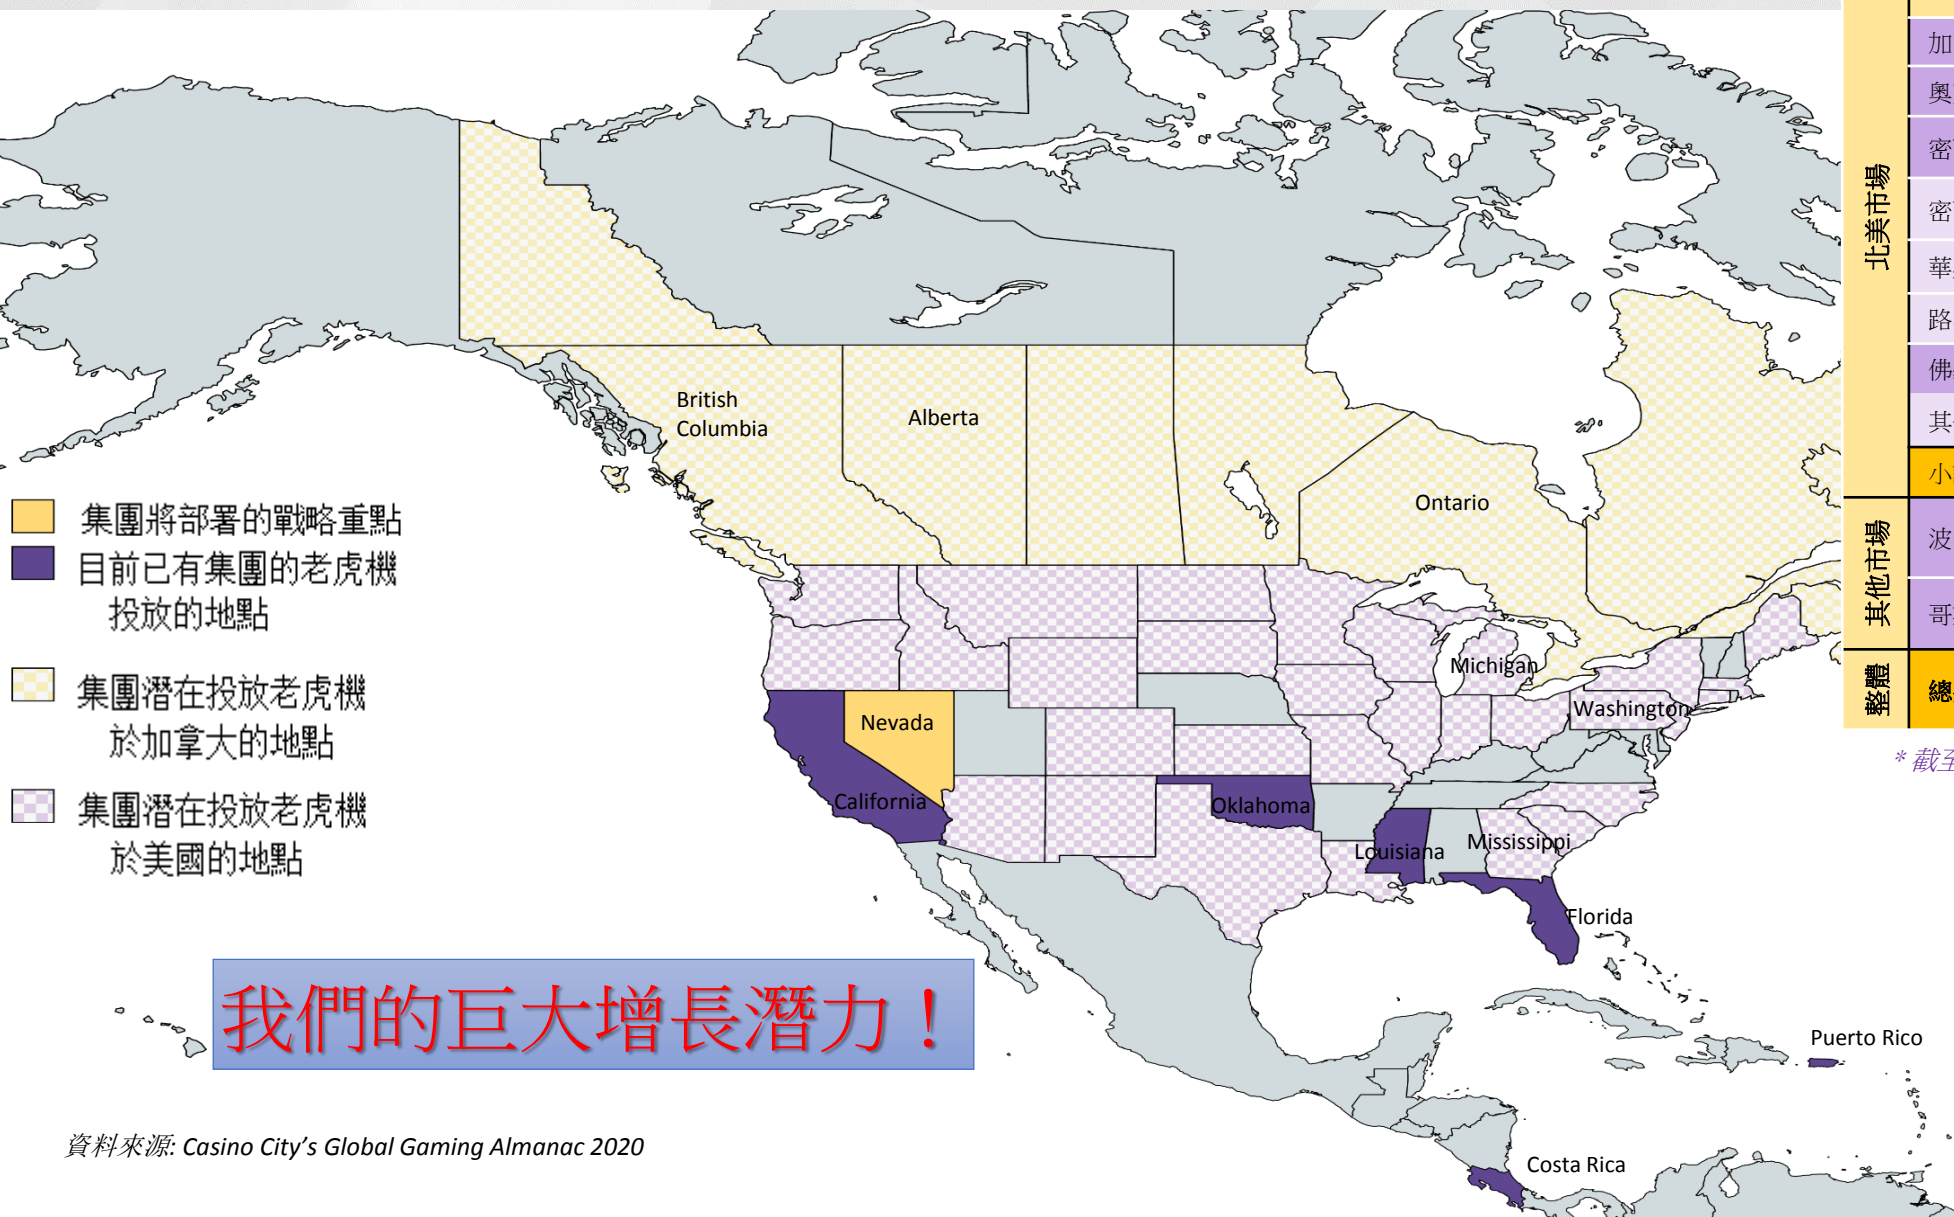 British
Columbia
Alberta
Ontario
集團將部署的戰略重點
目前已有集團的老虎機
投放的地點
集團潛在投放老虎機
於加拿大的地點
集團潛在投放老虎機
於美國的地點
Michigan
Washington
Nevada
California
Oklahoma
Louisiana
Mississippi
Florida
Puerto Rico
Costa Rica
我們的巨大增長潛力！
資料來源: Casino City's Global Gaming Almanac 2020
北美市場
加
奧
密
密
華
路
佛
其
小
其他市場
波
哥
整體
總
* 截至